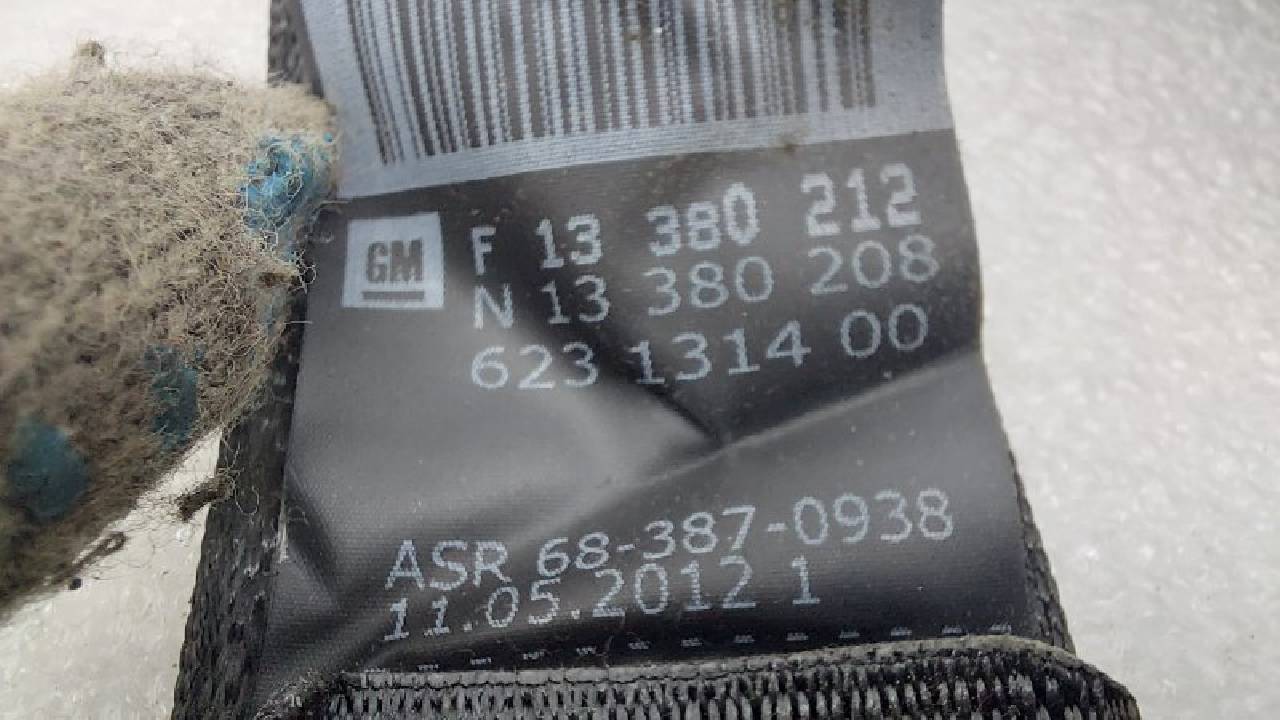 GM
F 13 380 212
N 13 380 208
623 1314 00
ASR 68-387-0938
11.05.2012 1